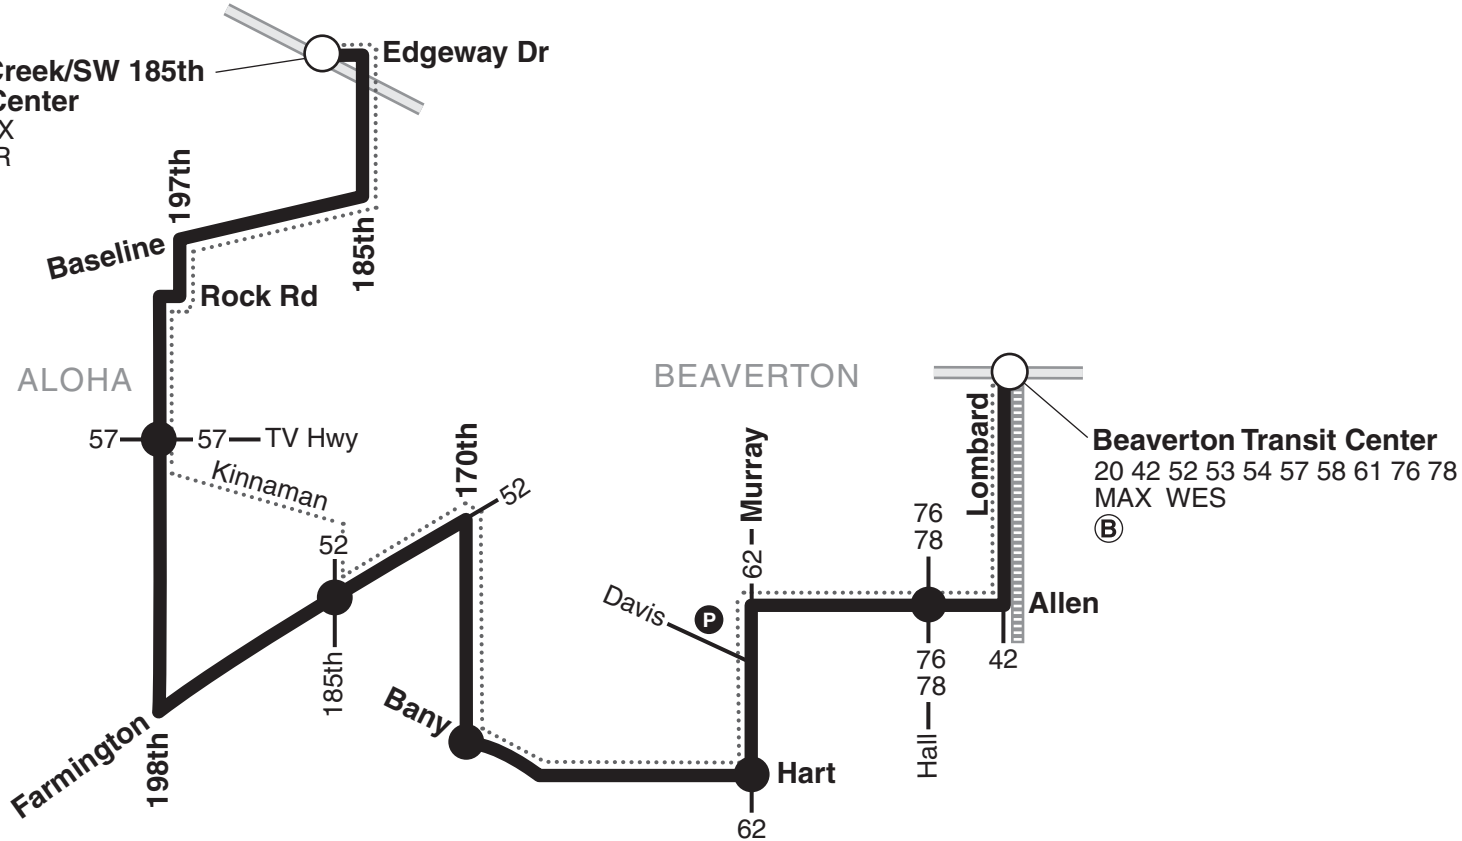 Edgeway Dr
Creek/SW 185th
Center
X
R
197th
Baseline
185th
Rock Rd
ALOHA
BEAVERTON
57
57
TV Hwy
Kinnaman
170th
52
52
185th
Farmington
198th
Bany
Davis
P
62
Murray
Hart
62
76
78
76
78
Hall
Lombard
Allen
42
Beaverton Transit Center
20 42 52 53 54 57 58 61 76 78
MAX WES
B